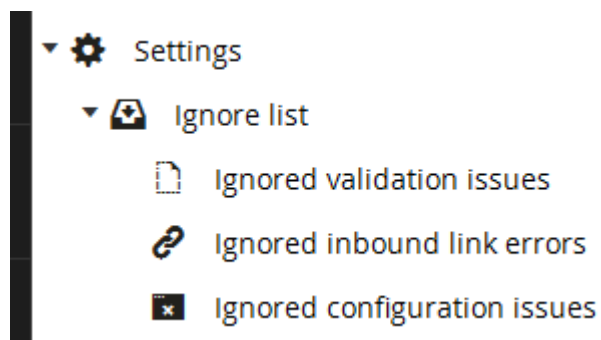 Settings
Ignore list
Ignored validation issues
Ignored inbound link errors
Ignored configuration issues